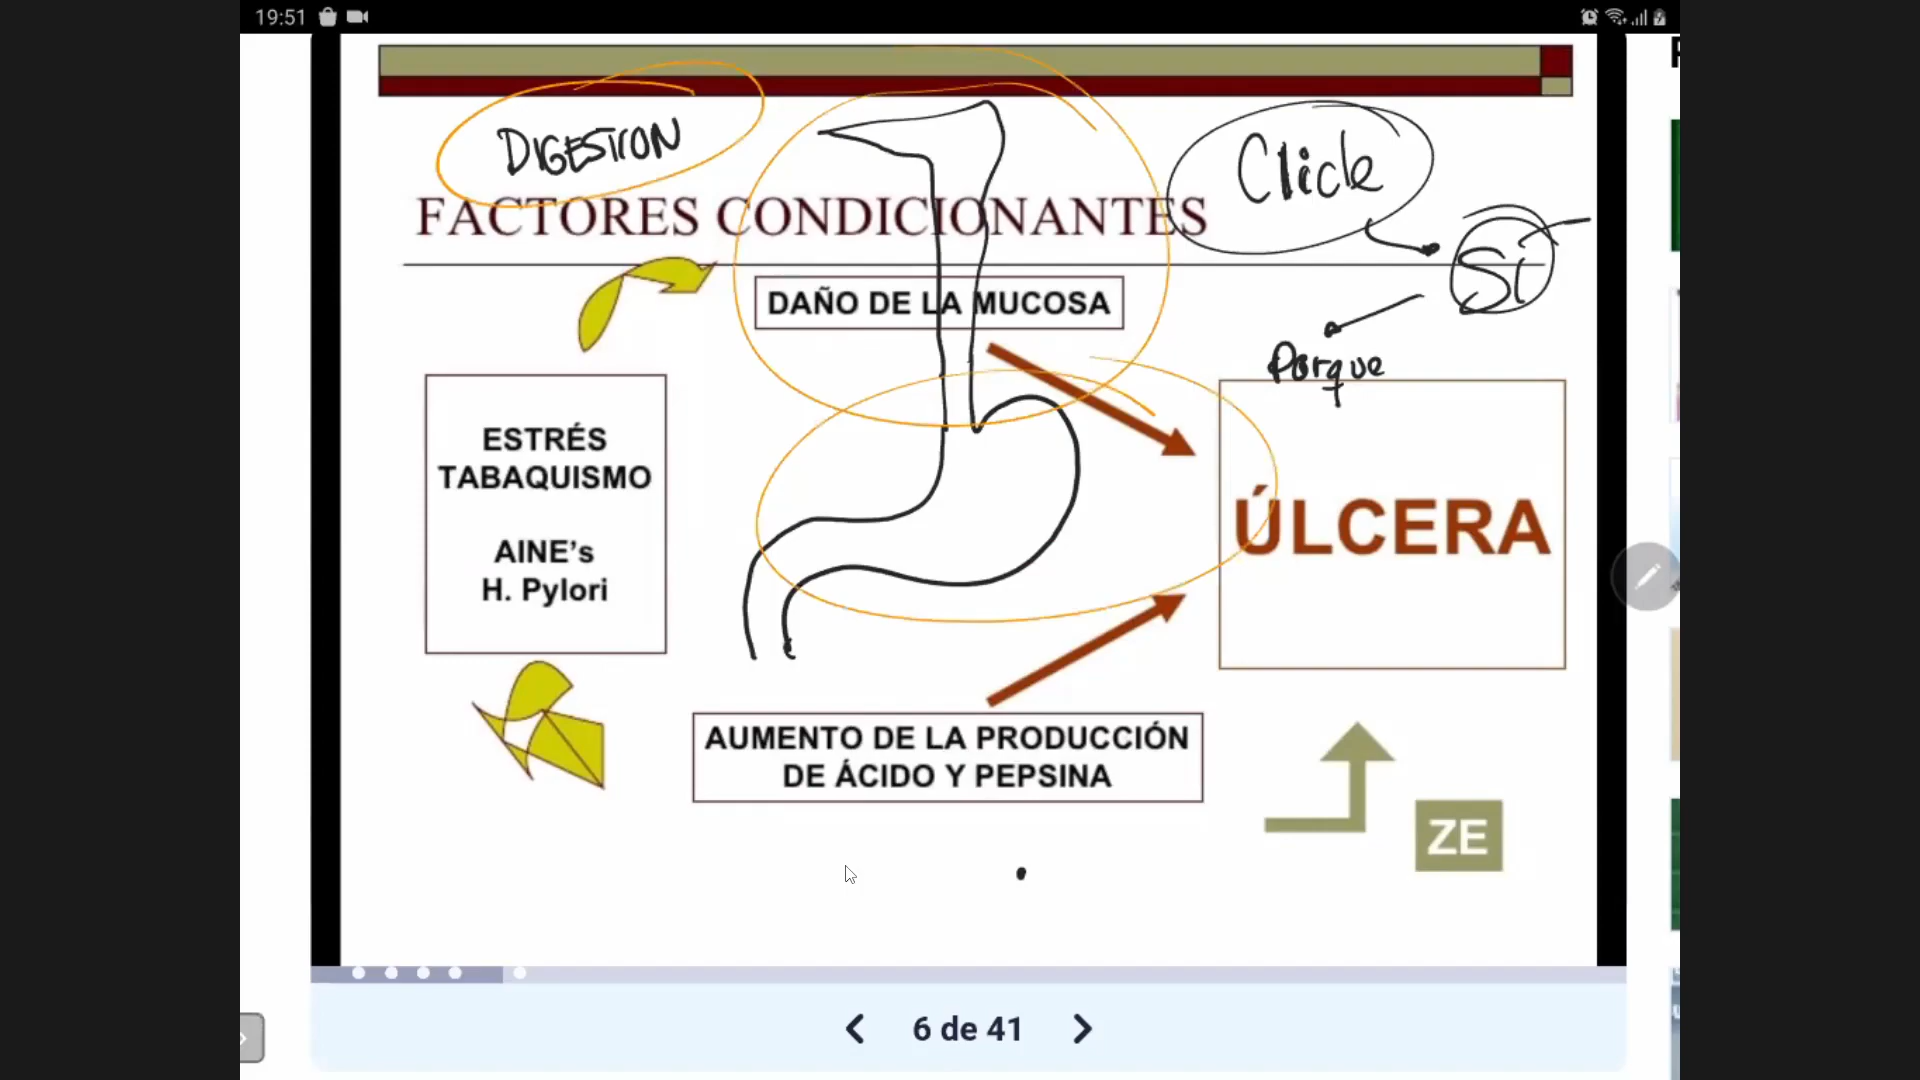 19:51
DIGESTION
Click
FACTORES CONDICIONANTES
Sí
DAÑO DE LA MUCOSA
Porque
ESTRÉS
TABAQUISMO
AINE's
H. Pylori
ÚLCERA
AUMENTO DE LA PRODUCCIÓN
DE ÁCIDO Y PEPSINA
ZE
6 de 41